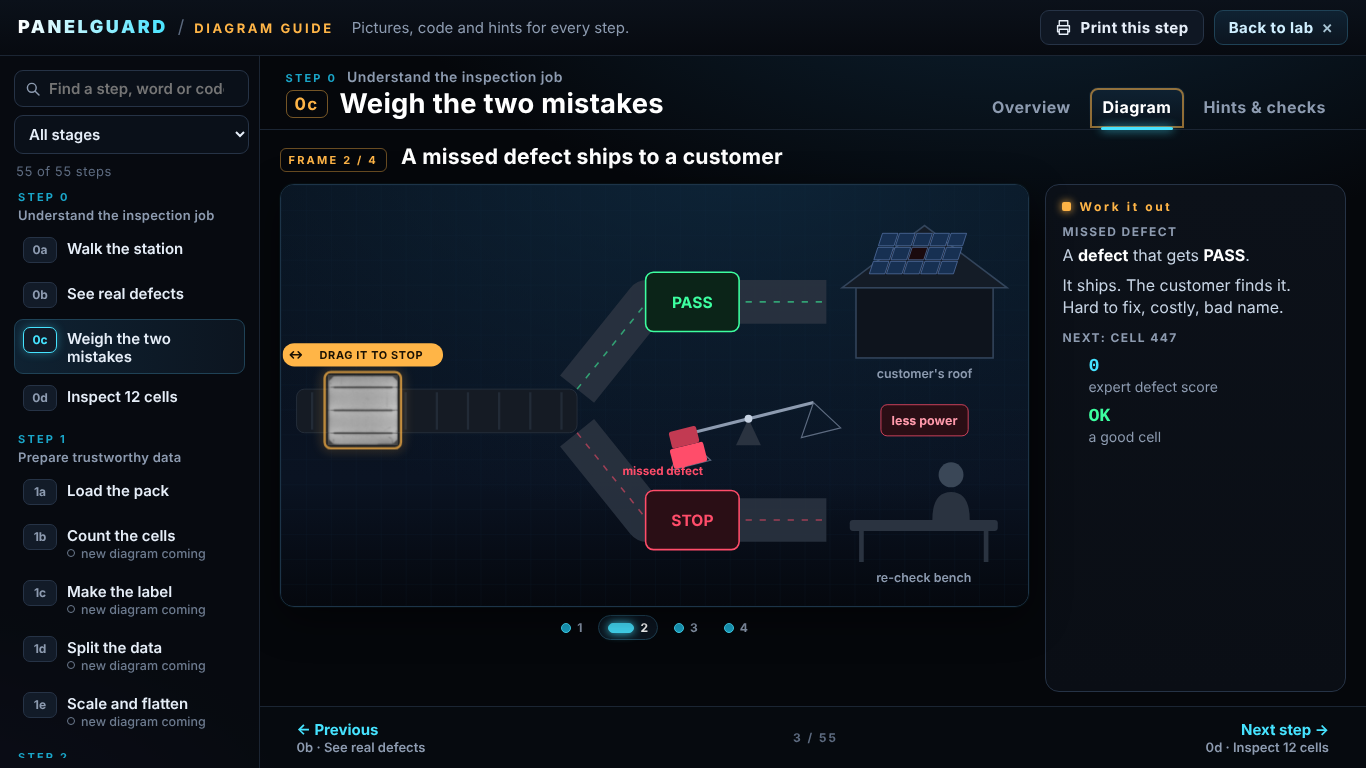 PANELGUARD / DIAGRAM GUIDE Pictures, code and hints for every step.
Print this step
Back to lab ×
Find a step, word or cod
All stages
55 of 55 steps
STEP 0
Understand the inspection job
0a Walk the station
0b See real defects
0c Weigh the two
mistakes
0d Inspect 12 cells
STEP 1
Prepare trustworthy data
1a Load the pack
1b Count the cells
new diagram coming
1c Make the label
new diagram coming
1d Split the data
new diagram coming
1e Scale and flatten
new diagram coming
STEP 2
STEP 0 Understand the inspection job
0c Weigh the two mistakes
Overview
Diagram
Hints & checks
FRAME 2 / 4 A missed defect ships to a customer
PASS
DRAG IT TO STOP
customer's roof
less power
missed defect
STOP
re-check bench
1
2
3
4
Work it out
MISSED DEFECT
A defect that gets PASS.
It ships. The customer finds it.
Hard to fix, costly, bad name.
NEXT: CELL 447
0
expert defect score
OK
a good cell
← Previous
0b · See real defects
3 / 55
Next step →
0d · Inspect 12 cells